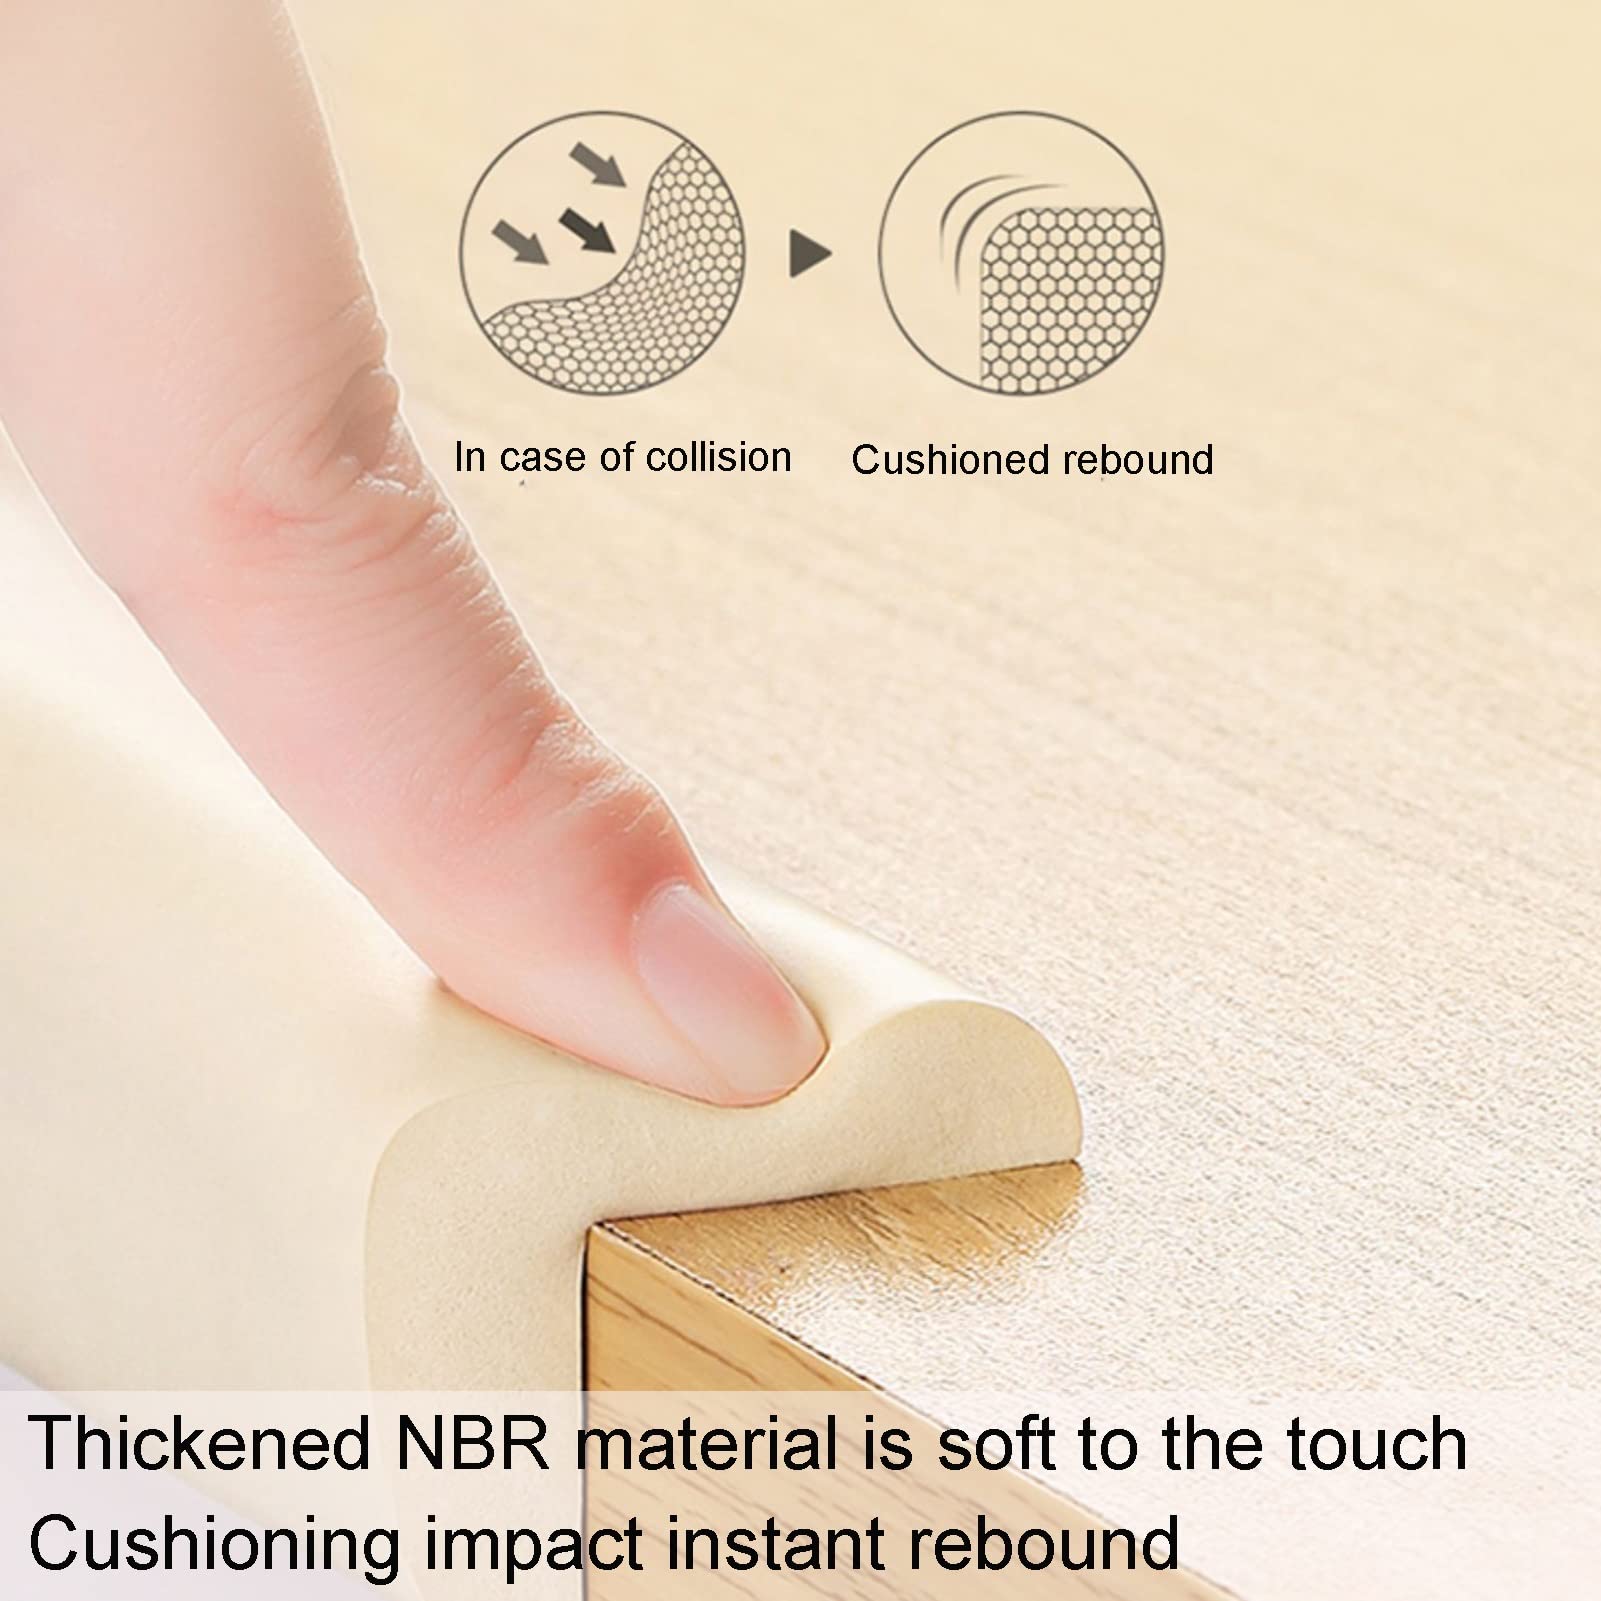 In case of collision
Cushioned rebound
Thickened NBR material is soft to the touch
Cushioning impact instant rebound